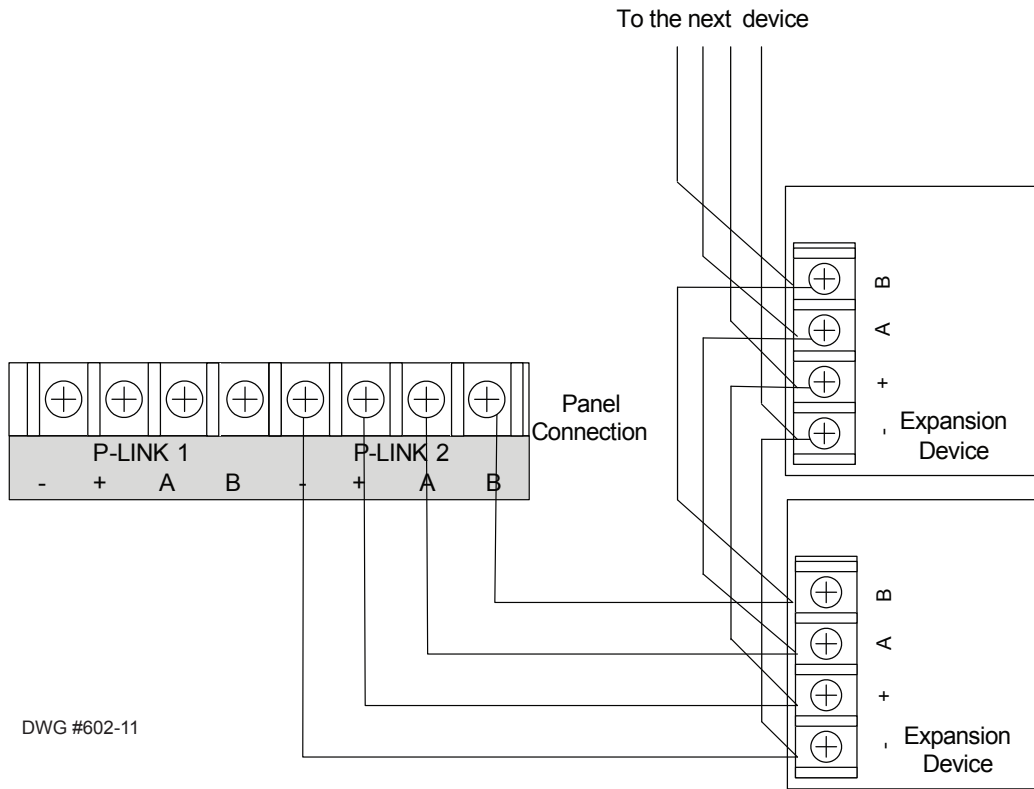 To the next device
B
A
+
-
Expansion
Device
Panel
Connection
P-LINK 1 P-LINK 2
- + A B - + A B
B
A
+
-
Expansion
Device
DWG #602-11